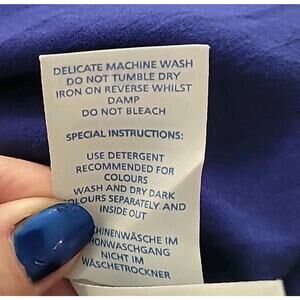 DELICATE MACHINE WASH
DO NOT TUMBLE DRY
IRON ON REVERSE WHILST
DAMP
DO NOT BLEACH
SPECIAL INSTRUCTIONS:
USE DETERGENT
RECOMMENDED FOR
COLOURS
WASH AND DRY DARK
OLOURS SEPARATELY AND
INSIDE OUT
HINENWÄSCHE IM
HONWASCHGANG
NICHT IM
WÄSCHETROCKNER